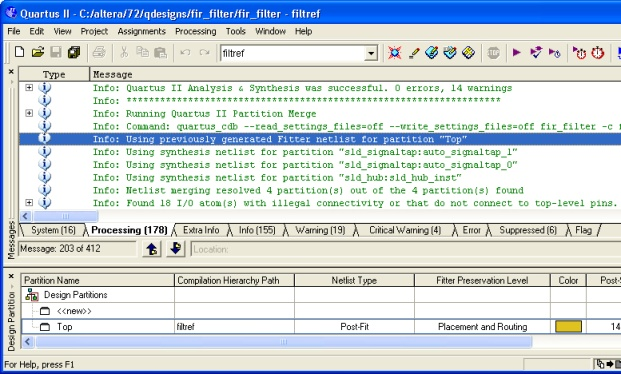 Quartus II - C:/altera/72/qdesigns/fir_filter/fir_filter - filtref
File Edit View Project Assignments Processing Tools Window Help
filtref
Type Message
Info: Quartus II Analysis & Synthesis was successful. 0 errors, 14 warnings
Info: *******************************************************************
Info: Running Quartus II Partition Merge
Info: Command: quartus_cdb --read_settings_files=off --write_settings_files=off fir_filter -c f
Info: Using previously generated Fitter netlist for partition "Top"
Info: Using synthesis netlist for partition "sld_signaltap:auto_signaltap_1"
Info: Using synthesis netlist for partition "sld_signaltap:auto_signaltap_0"
Info: Using synthesis netlist for partition "sld_hub:sld_hub_inst"
Info: Netlist merging resolved 4 partition(s) out of the 4 partition(s) found
Info: Found 18 I/O atom(s) with illegal connectivity or that do not connect to top-level pins.
System (16) Processing (178) Extra Info Info (155) Warning (19) Critical Warning (4) Error Suppressed (6) Flag
Messages
Message: 203 of 412 Location:
Partition Name Compilation Hierarchy Path Netlist Type Fitter Preservation Level Color Post-
Design Partitions
<<new>>
Top filtref Post-Fit Placement and Routing 14
Design Partitio
For Help, press F1